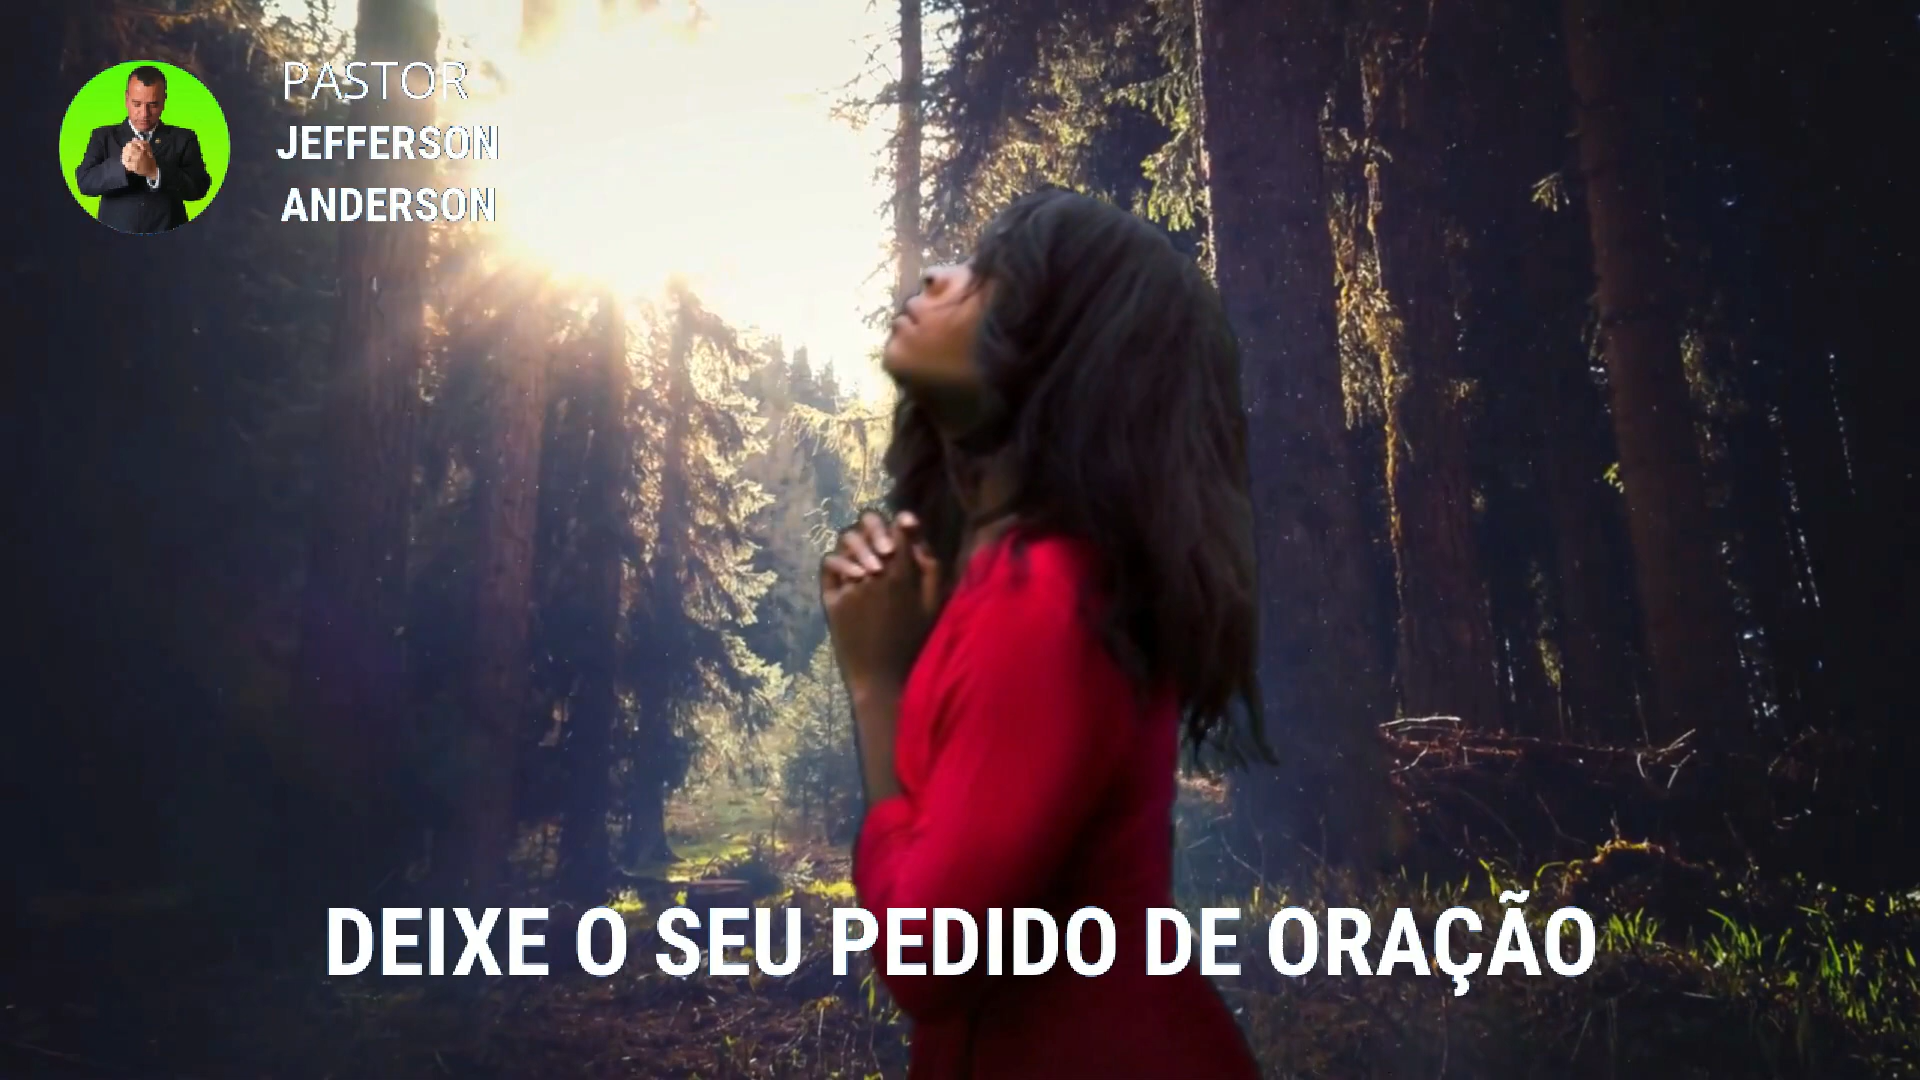 PASTOR
JEFFERSON
ANDERSON
DEIXE O SEU PEDIDO DE ORAÇÃO